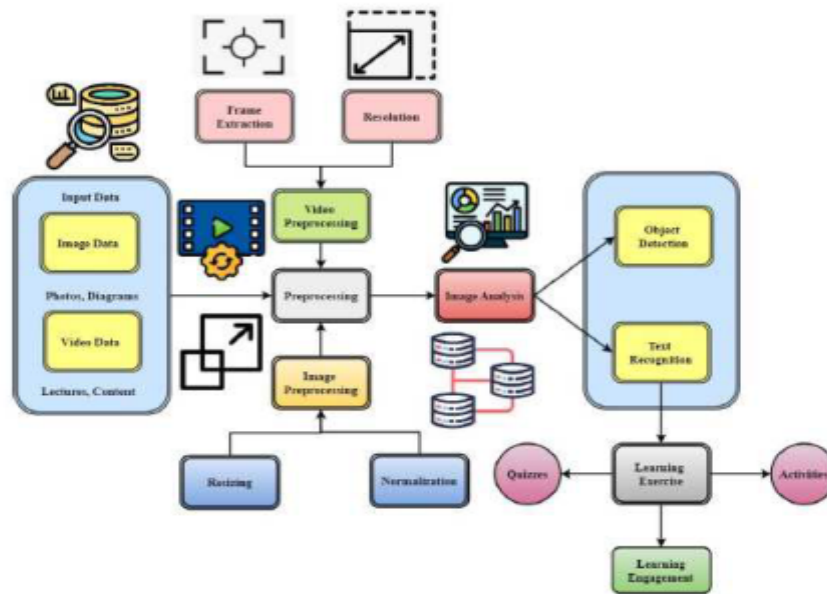 Frame
Extraction
Resolution
Input Data
Image Data
Photos, Diagrams
Video Data
Lectures, Content
Video
Preprocessing
Preprocessing
Image
Preprocessing
Resizing
Normalization
Image Analysis
Object
Detection
Text
Recognition
Quizzes
Learning
Exercise
Activities
Learning
Engagement